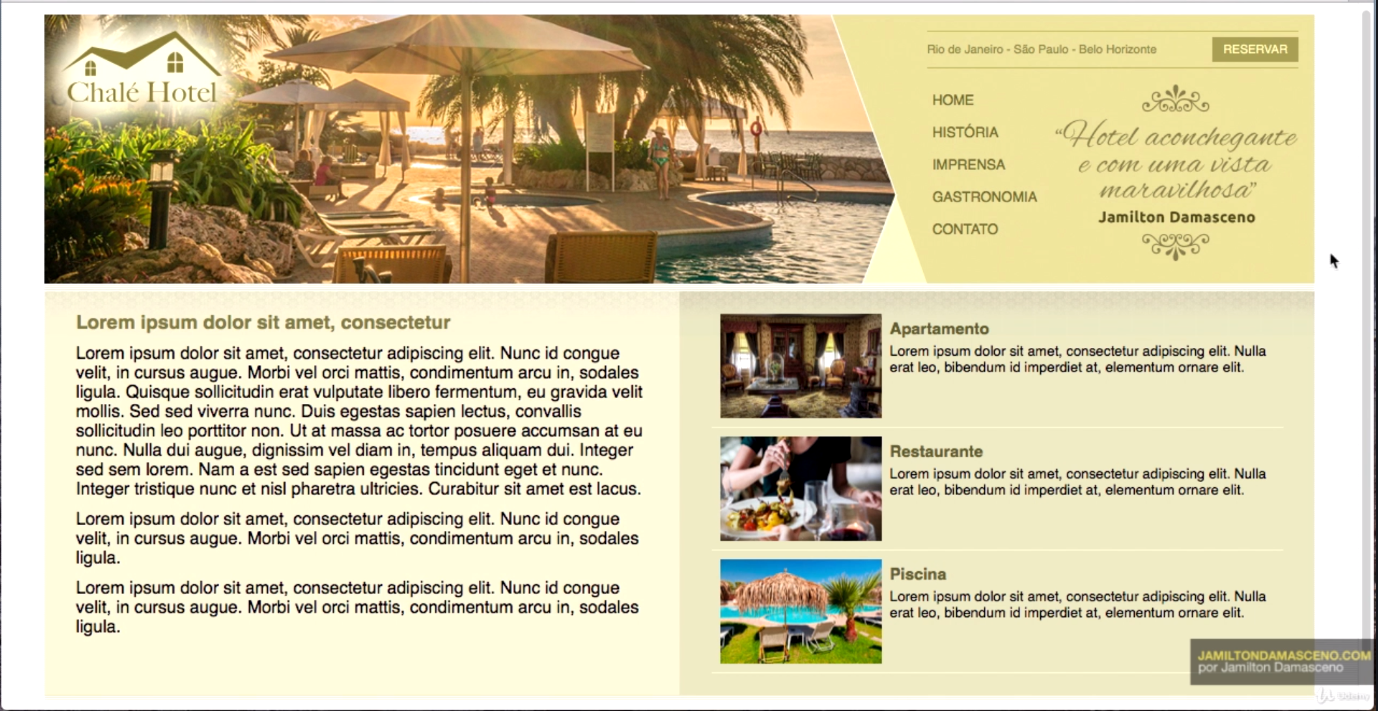 Chalé Hotel
Rio de Janeiro - São Paulo - Belo Horizonte
RESERVAR
HOME
HISTÓRIA
IMPRENSA
GASTRONOMIA
CONTATO
“Hotel aconchegante
e com uma vista
maravilhosa”
Jamilton Damasceno
Lorem ipsum dolor sit amet, consectetur
Lorem ipsum dolor sit amet, consectetur adipiscing elit. Nunc id congue
velit, in cursus augue. Morbi vel orci mattis, condimentum arcu in, sodales
ligula. Quisque sollicitudin erat vulputate libero fermentum, eu gravida velit
mollis. Sed sed viverra nunc. Duis egestas sapien lectus, convallis
sollicitudin leo porttitor non. Ut at massa ac tortor posuere accumsan at eu
nunc. Nulla dui augue, dignissim vel diam in, tempus aliquam dui. Integer
sed sem lorem. Nam a est sed sapien egestas tincidunt eget et nunc.
Integer tristique nunc et nisl pharetra ultricies. Curabitur sit amet est lacus.
Lorem ipsum dolor sit amet, consectetur adipiscing elit. Nunc id congue
velit, in cursus augue. Morbi vel orci mattis, condimentum arcu in, sodales
ligula.
Lorem ipsum dolor sit amet, consectetur adipiscing elit. Nunc id congue
velit, in cursus augue. Morbi vel orci mattis, condimentum arcu in, sodales
ligula.
Apartamento
Lorem ipsum dolor sit amet, consectetur adipiscing elit. Nulla
erat leo, bibendum id imperdiet at, elementum ornare elit.
Restaurante
Lorem ipsum dolor sit amet, consectetur adipiscing elit. Nulla
erat leo, bibendum id imperdiet at, elementum ornare elit.
Piscina
Lorem ipsum dolor sit amet, consectetur adipiscing elit. Nulla
erat leo, bibendum id imperdiet at, elementum ornare elit.
JAMILTONDAMASCENO.COM
por Jamilton Damasceno